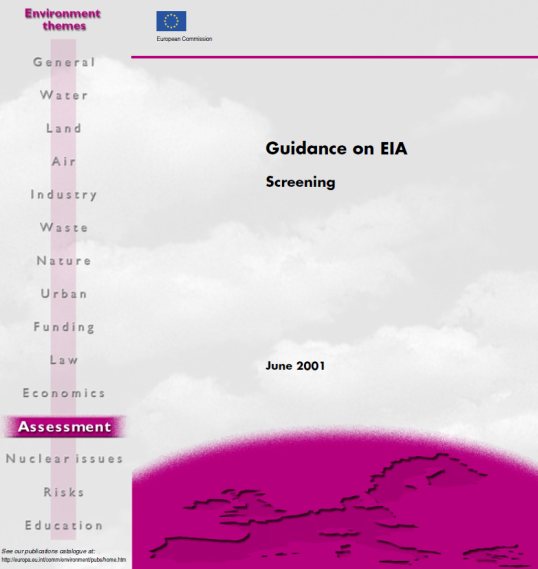 Environment
themes
General
Water
Land
Air
Industry
Waste
Nature
Urban
Funding
Law
Economics
Assessment
Nuclear issues
Risks
Education
See our publications catalogue at:
http://europa.eu.int/comm/environment/pubs/home.htm
European Commission
Guidance on EIA
Screening
June 2001